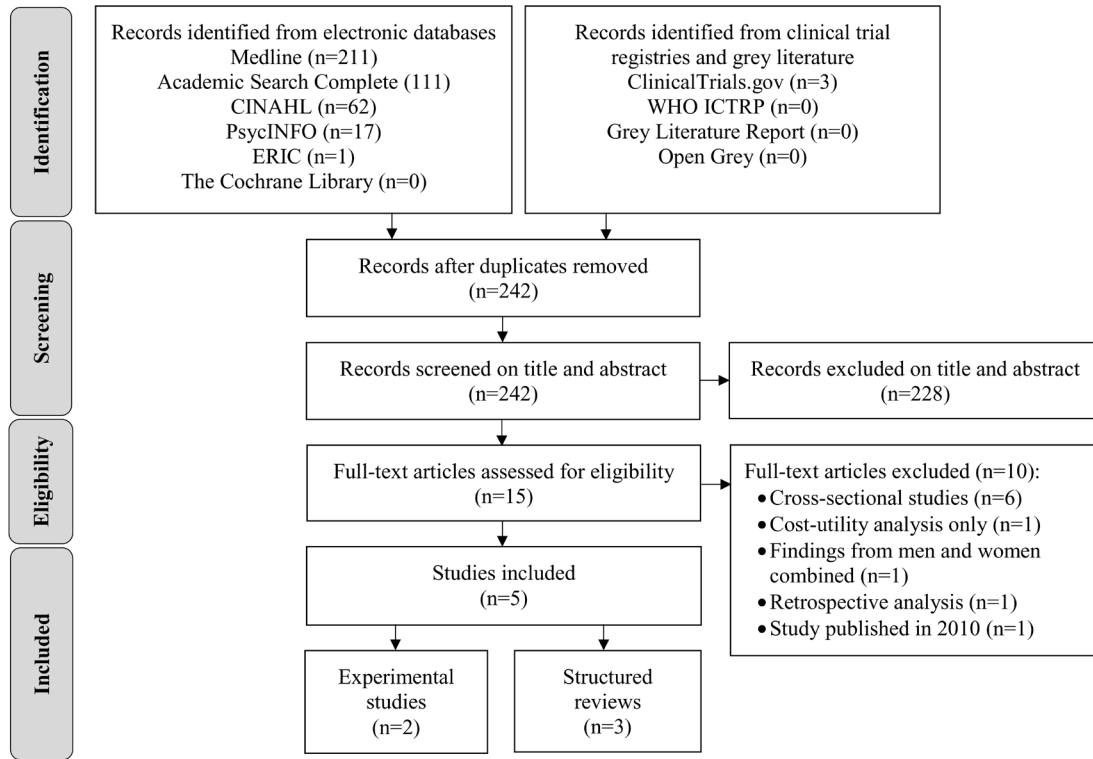 Identification
Records identified from electronic databases
Medline (n=211)
Academic Search Complete (111)
CINAHL (n=62)
PsycINFO (n=17)
ERIC (n=1)
The Cochrane Library (n=0)
Records identified from clinical trial
registries and grey literature
ClinicalTrials.gov (n=3)
WHO ICTRP (n=0)
Grey Literature Report (n=0)
Open Grey (n=0)
Screening
Records after duplicates removed
(n=242)
Records screened on title and abstract
(n=242)
Records excluded on title and abstract
(n=228)
Eligibility
Full-text articles assessed for eligibility
(n=15)
Full-text articles excluded (n=10):
•Cross-sectional studies (n=6)
•Cost-utility analysis only (n=1)
•Findings from men and women
combined (n=1)
•Retrospective analysis (n=1)
•Study published in 2010 (n=1)
Included
Studies included
(n=5)
Experimental
studies
(n=2)
Structured
reviews
(n=3)